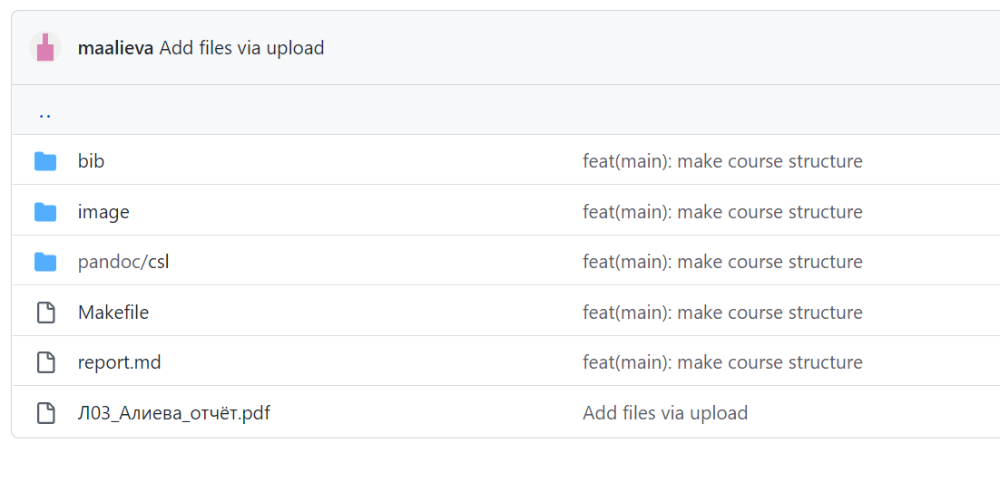 maalieva Add files via upload
..
bib feat(main): make course structure
image feat(main): make course structure
pandoc/csl feat(main): make course structure
Makefile feat(main): make course structure
report.md feat(main): make course structure
Л03_Алиева_отчёт.pdf Add files via upload